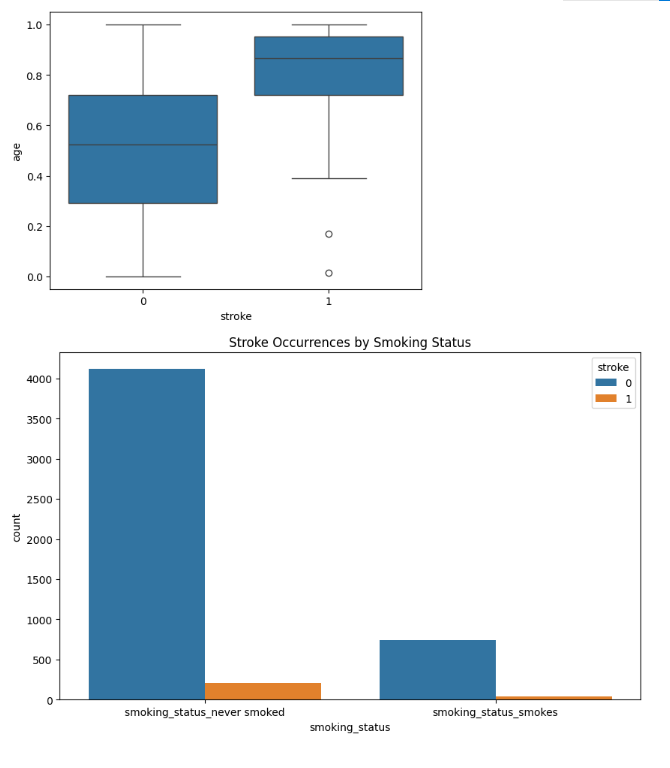 1.0
0.8
0.6
0.4
0.2
0.0
age
0 1
stroke
Stroke Occurrences by Smoking Status
stroke
0
1
4000
3500
3000
2500
2000
1500
1000
500
0
count
smoking_status_never smoked smoking_status_smokes
smoking_status